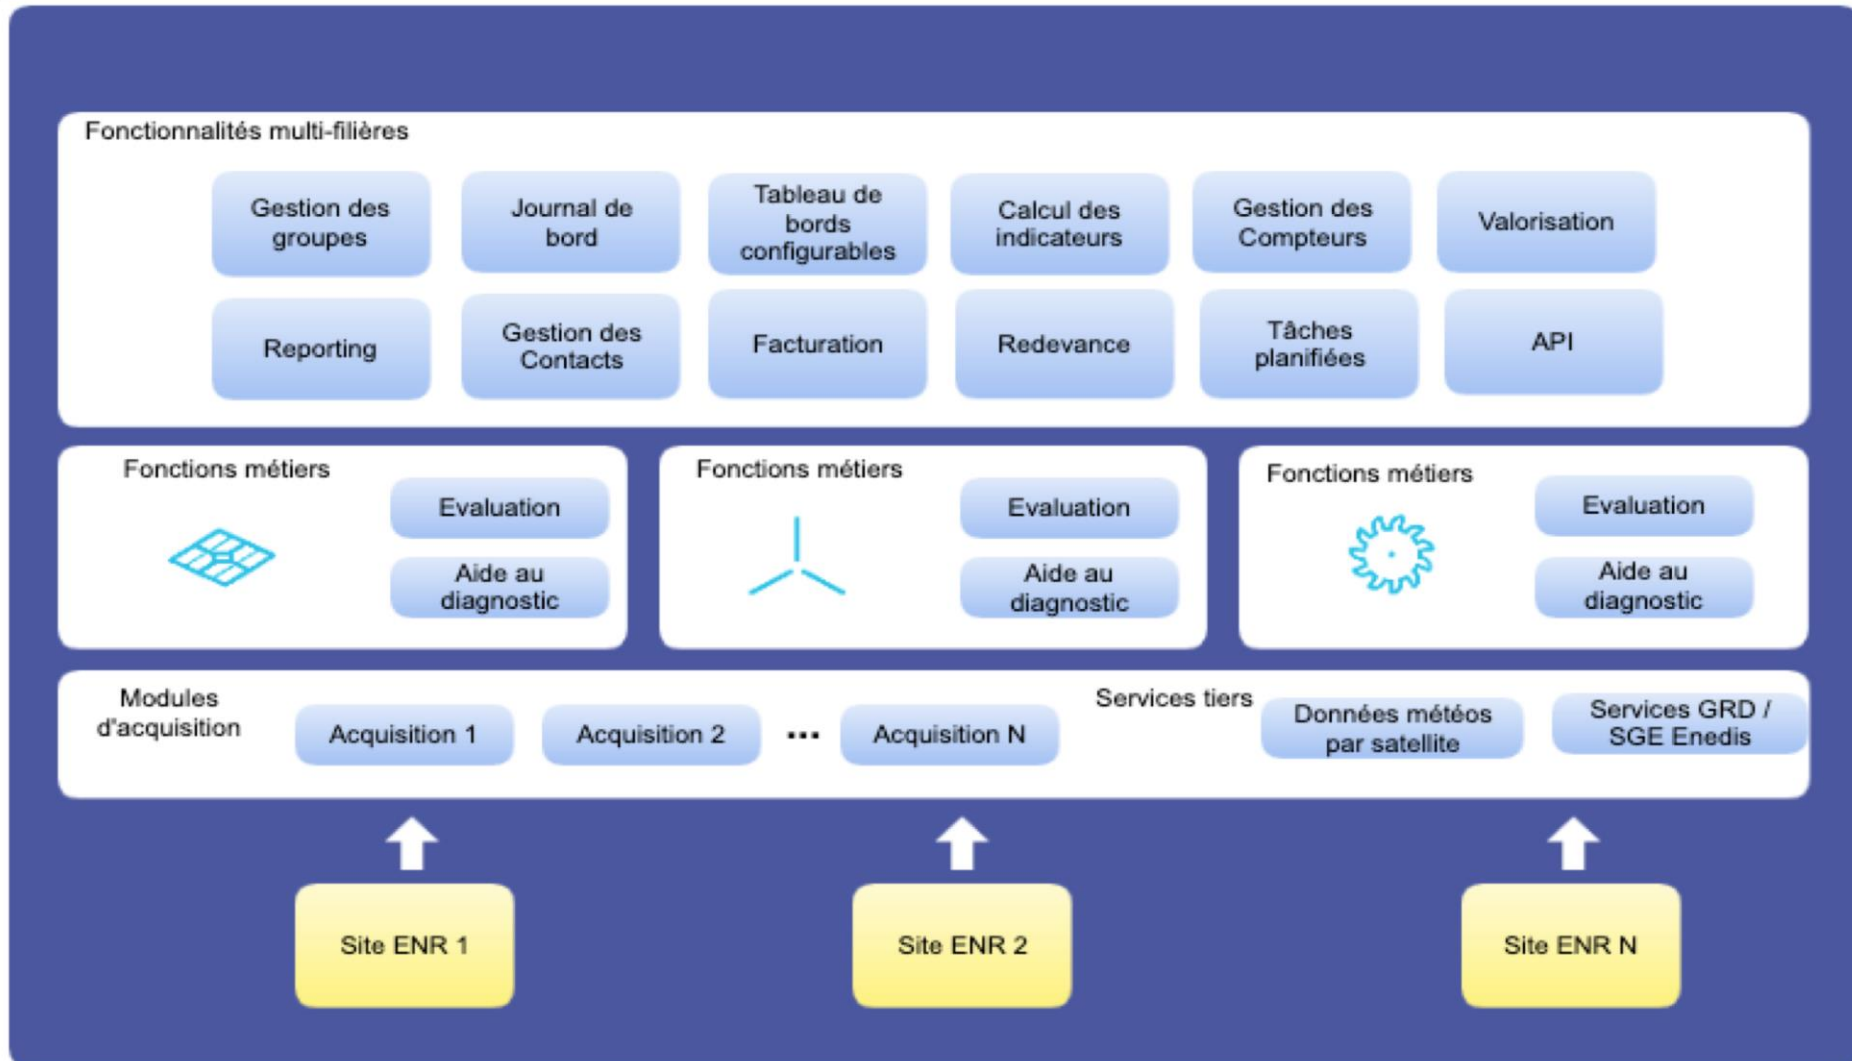 Fonctionnalités multi-filières
Gestion des
groupes
Journal de
bord
Tableau de
bords
configurables
Calcul des
indicateurs
Gestion des
Compteurs
Valorisation
Reporting
Gestion des
Contacts
Facturation
Redevance
Tâches
planifiées
API
Fonctions métiers
Evaluation
Aide au
diagnostic
Fonctions métiers
Evaluation
Aide au
diagnostic
Fonctions métiers
Evaluation
Aide au
diagnostic
Modules
d'acquisition
Acquisition 1
Acquisition 2
...
Acquisition N
Services tiers
Données météos
par satellite
Services GRD /
SGE Enedis
Site ENR 1
Site ENR 2
Site ENR N